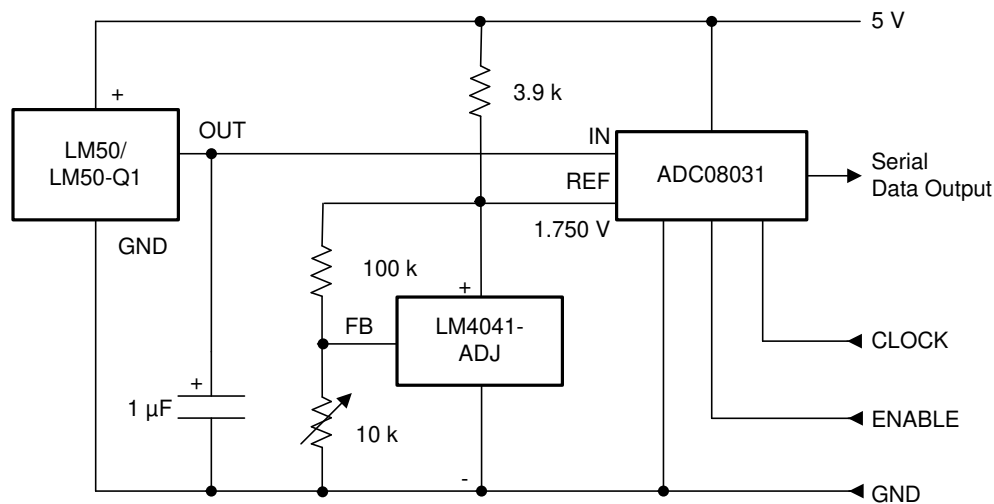 5 V
+
3.9 k
LM50/
LM50-Q1
OUT
IN
ADC08031
Serial
Data Output
REF
1.750 V
GND
100 k
+
LM4041-
ADJ
FB
CLOCK
+
1 µF
10 k
ENABLE
-
GND